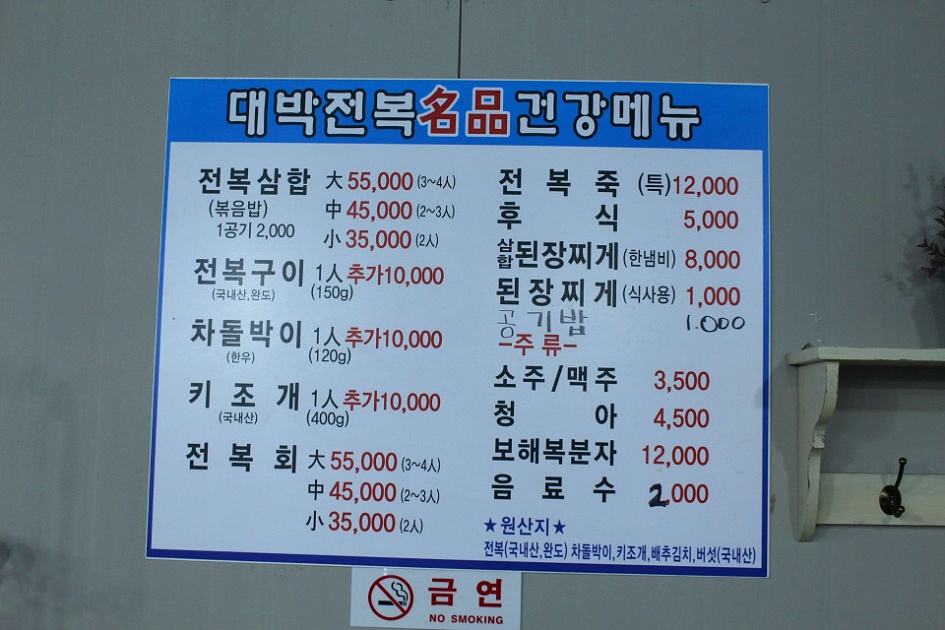 대박전복名品건강메뉴
전복삼합 大 55,000 (3~4人)
(볶음밥) 中 45,000 (2~3人)
1공기 2,000 小 35,000 (2人)
전복구이 1人 추가10,000
(국내산,완도) (150g)
차돌박이 1人 추가10,000
(한우) (120g)
키조개 1人 추가10,000
(국내산) (400g)
전복회 大 55,000 (3~4人)
中 45,000 (2~3人)
小 35,000 (2人)
전복죽 (특)12,000
후식 5,000
삼합된장찌게 (한냄비) 8,000
된장찌게 (식사용) 1,000
공기밥 1.000
-주류-
소주/맥주 3,500
청아 4,500
보해복분자 12,000
음료수 2,000
★원산지★
전복(국내산,완도) 차돌박이,키조개,배추김치,버섯(국내산)
금연
NO SMOKING